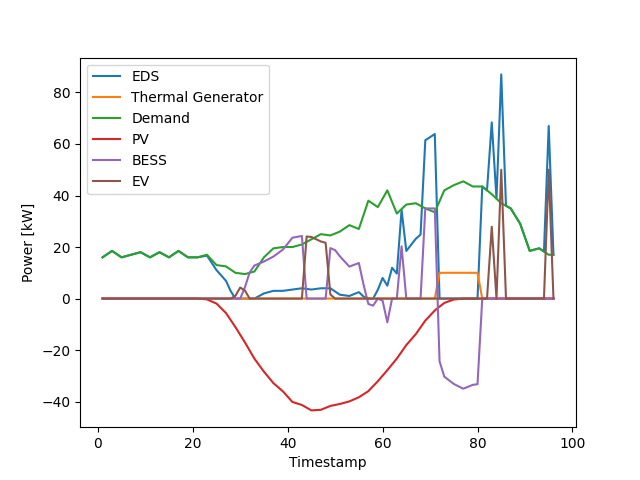 EDS
Thermal Generator
Demand
PV
BESS
EV
Power [kW]
80
60
40
20
0
−20
−40
0 20 40 60 80 100
Timestamp